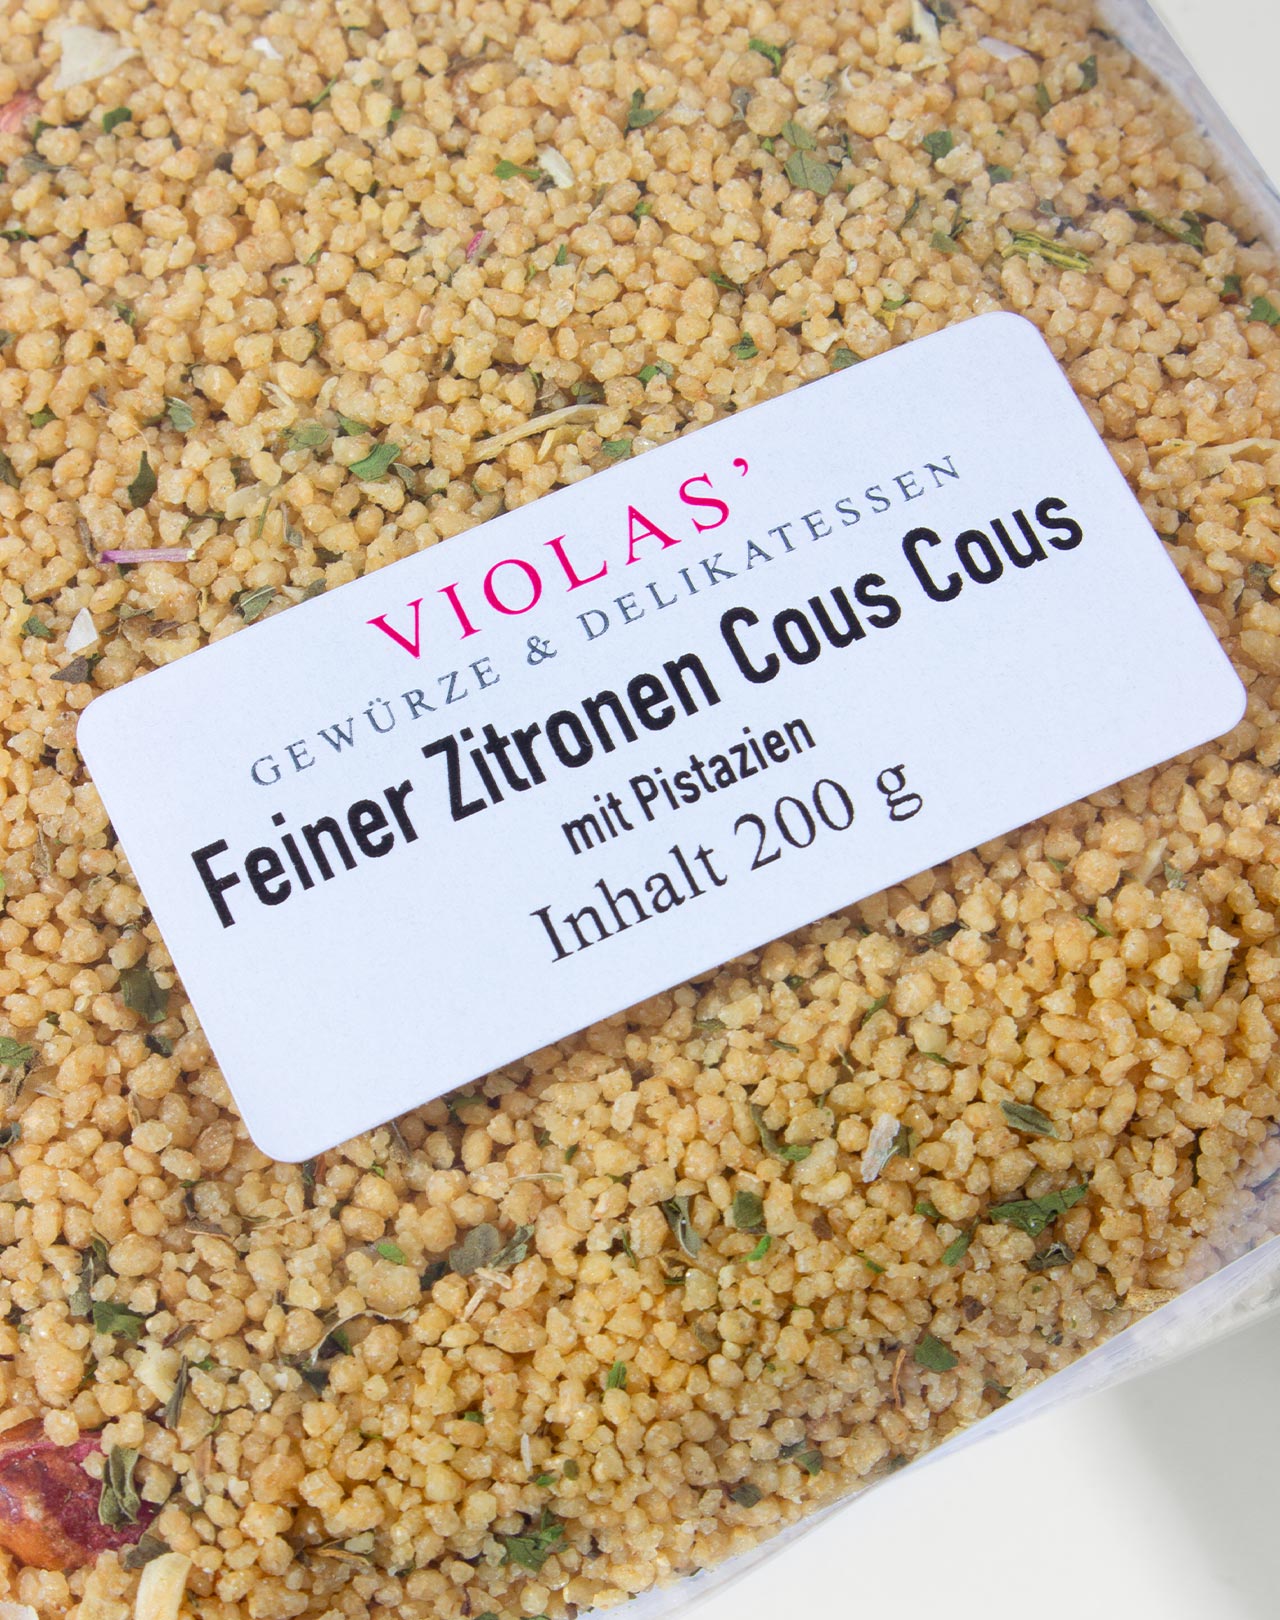 VIOLAS’
GEWÜRZE & DELIKATESSEN
Feiner Zitronen Cous Cous
mit Pistazien
Inhalt 200 g